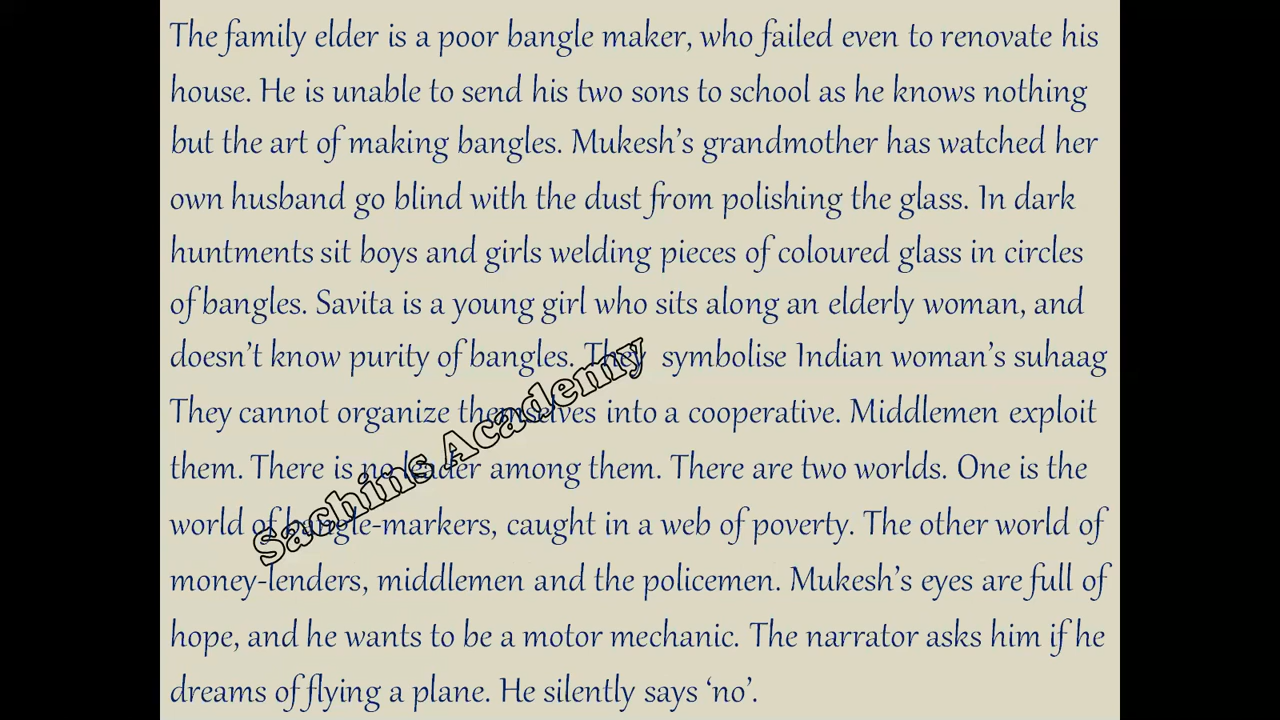 The family elder is a poor bangle maker, who failed even to renovate his
house. He is unable to send his two sons to school as he knows nothing
but the art of making bangles. Mukesh's grandmother has watched her
own husband go blind with the dust from polishing the glass. In dark
huntments sit boys and girls welding pieces of coloured glass in circles
of bangles. Savita is a young girl who sits along an elderly woman, and
doesn't know purity of bangles. They symbolise Indian woman's suhaag
They cannot organize themselves into a cooperative. Middlemen exploit
them. There is no leader among them. There are two worlds. One is the
world of bangle-markers, caught in a web of poverty. The other world of
money-lenders, middlemen and the policemen. Mukesh's eyes are full of
hope, and he wants to be a motor mechanic. The narrator asks him if he
dreams of flying a plane. He silently says 'no'.
Sachins Academy